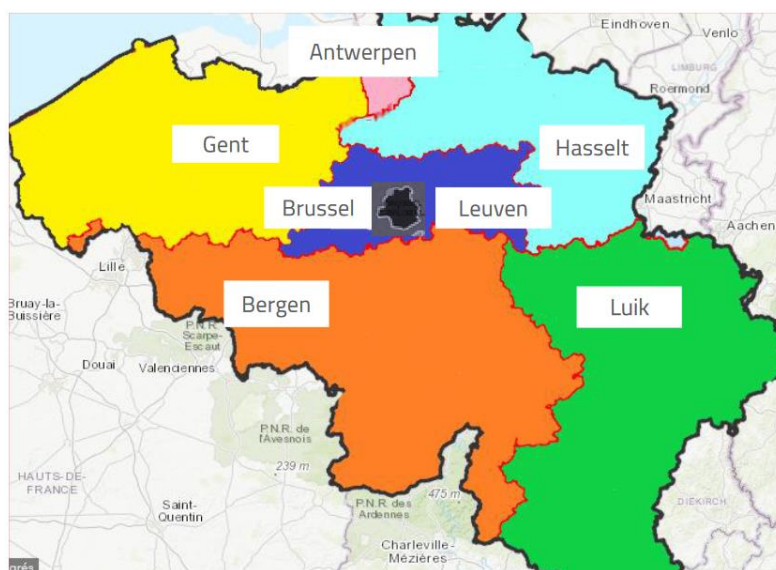 Eindhoven
Venlo
Antwerpen
LIMBURG
Roermond
Gent
Hasselt
Maastricht
Brussel
Leuven
Aachen
Lille
Bruay-la-
Buissière
Bergen
Luik
P.N.R.
Scarpe-
Escaut
Douai
Valenciennes
P.N.R. de
l'Avesnois
239 m
HAUTS-DE-
FRANCE
475 m
Saint-
Quentin
P.N.R. des
Ardennes
DIEKIRCH
Charleville-
Mézières